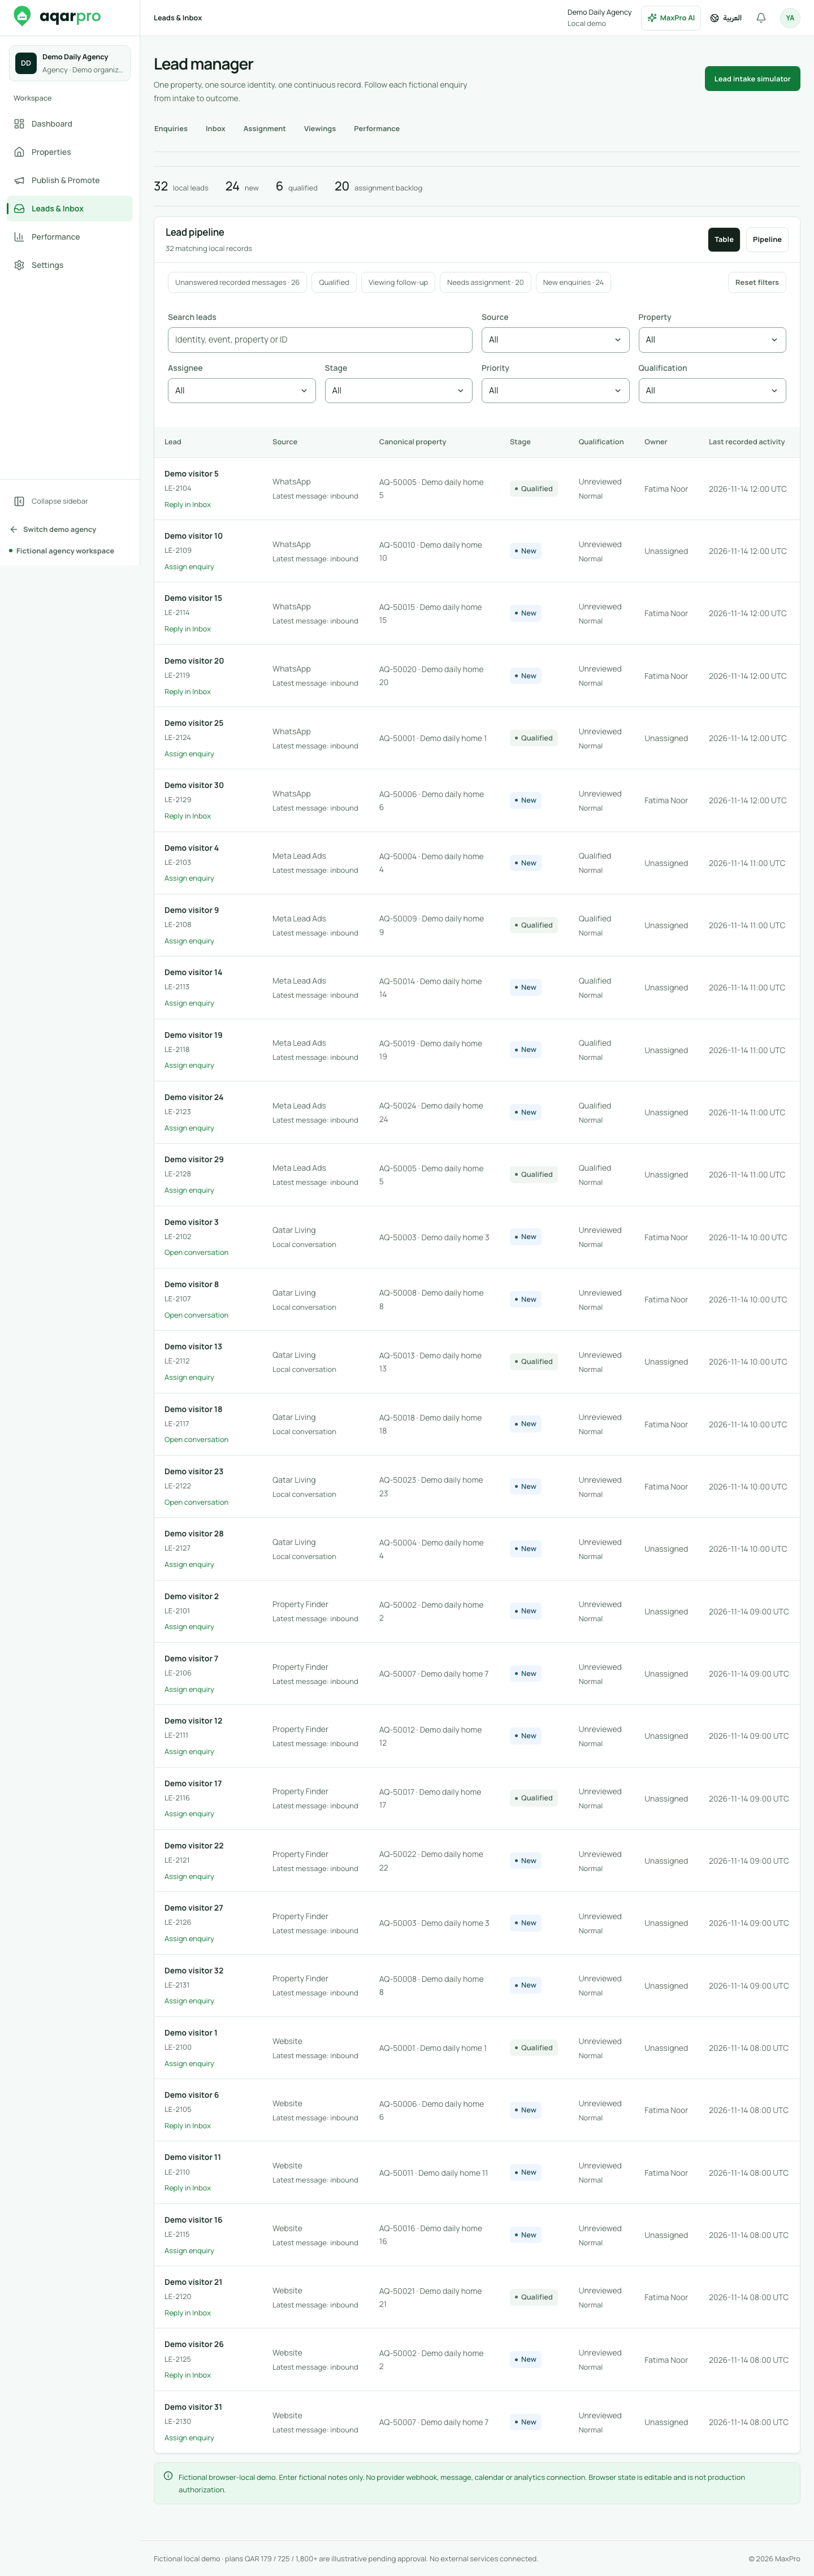 aqarpro
Leads & Inbox
Demo Daily Agency
Local demo
MaxPro AI
العربية
YA
DD
Demo Daily Agency
Agency · Demo organiz...
Workspace
Dashboard
Properties
Publish & Promote
Leads & Inbox
Performance
Settings
Collapse sidebar
Switch demo agency
Fictional agency workspace
Lead manager
One property, one source identity, one continuous record. Follow each fictional enquiry
from intake to outcome.
Lead intake simulator
Enquiries Inbox Assignment Viewings Performance
32 local leads 24 new 6 qualified 20 assignment backlog
Lead pipeline
32 matching local records
Table Pipeline
Unanswered recorded messages · 26 Qualified Viewing follow-up Needs assignment · 20 New enquiries · 24 Reset filters
Search leads Source Property
Identity, event, property or ID All All
Assignee Stage Priority Qualification
All All All All
Lead Source Canonical property Stage Qualification Owner Last recorded activity
Demo visitor 5
LE-2104
Reply in Inbox
WhatsApp
Latest message: inbound
AQ-50005 · Demo daily home
5
Qualified
Unreviewed
Normal
Fatima Noor
2026-11-14 12:00 UTC
Demo visitor 10
LE-2109
Assign enquiry
WhatsApp
Latest message: inbound
AQ-50010 · Demo daily home
10
New
Unreviewed
Normal
Unassigned
2026-11-14 12:00 UTC
Demo visitor 15
LE-2114
Reply in Inbox
WhatsApp
Latest message: inbound
AQ-50015 · Demo daily home
15
New
Unreviewed
Normal
Fatima Noor
2026-11-14 12:00 UTC
Demo visitor 20
LE-2119
Reply in Inbox
WhatsApp
Latest message: inbound
AQ-50020 · Demo daily home
20
New
Unreviewed
Normal
Fatima Noor
2026-11-14 12:00 UTC
Demo visitor 25
LE-2124
Assign enquiry
WhatsApp
Latest message: inbound
AQ-50001 · Demo daily home 1
Qualified
Unreviewed
Normal
Unassigned
2026-11-14 12:00 UTC
Demo visitor 30
LE-2129
Reply in Inbox
WhatsApp
Latest message: inbound
AQ-50006 · Demo daily home
6
New
Unreviewed
Normal
Fatima Noor
2026-11-14 12:00 UTC
Demo visitor 4
LE-2103
Assign enquiry
Meta Lead Ads
Latest message: inbound
AQ-50004 · Demo daily home
4
New
Qualified
Normal
Unassigned
2026-11-14 11:00 UTC
Demo visitor 9
LE-2108
Assign enquiry
Meta Lead Ads
Latest message: inbound
AQ-50009 · Demo daily home
9
Qualified
Qualified
Normal
Unassigned
2026-11-14 11:00 UTC
Demo visitor 14
LE-2113
Assign enquiry
Meta Lead Ads
Latest message: inbound
AQ-50014 · Demo daily home
14
New
Qualified
Normal
Unassigned
2026-11-14 11:00 UTC
Demo visitor 19
LE-2118
Assign enquiry
Meta Lead Ads
Latest message: inbound
AQ-50019 · Demo daily home
19
New
Qualified
Normal
Unassigned
2026-11-14 11:00 UTC
Demo visitor 24
LE-2123
Assign enquiry
Meta Lead Ads
Latest message: inbound
AQ-50024 · Demo daily home
24
New
Qualified
Normal
Unassigned
2026-11-14 11:00 UTC
Demo visitor 29
LE-2128
Assign enquiry
Meta Lead Ads
Latest message: inbound
AQ-50005 · Demo daily home
5
Qualified
Qualified
Normal
Unassigned
2026-11-14 11:00 UTC
Demo visitor 3
LE-2102
Open conversation
Qatar Living
Local conversation
AQ-50003 · Demo daily home 3
New
Unreviewed
Normal
Fatima Noor
2026-11-14 10:00 UTC
Demo visitor 8
LE-2107
Open conversation
Qatar Living
Local conversation
AQ-50008 · Demo daily home
8
New
Unreviewed
Normal
Fatima Noor
2026-11-14 10:00 UTC
Demo visitor 13
LE-2112
Assign enquiry
Qatar Living
Local conversation
AQ-50013 · Demo daily home
13
Qualified
Unreviewed
Normal
Unassigned
2026-11-14 10:00 UTC
Demo visitor 18
LE-2117
Open conversation
Qatar Living
Local conversation
AQ-50018 · Demo daily home
18
New
Unreviewed
Normal
Fatima Noor
2026-11-14 10:00 UTC
Demo visitor 23
LE-2122
Open conversation
Qatar Living
Local conversation
AQ-50023 · Demo daily home
23
New
Unreviewed
Normal
Fatima Noor
2026-11-14 10:00 UTC
Demo visitor 28
LE-2127
Assign enquiry
Qatar Living
Local conversation
AQ-50004 · Demo daily home
4
New
Unreviewed
Normal
Unassigned
2026-11-14 10:00 UTC
Demo visitor 2
LE-2101
Assign enquiry
Property Finder
Latest message: inbound
AQ-50002 · Demo daily home
2
New
Unreviewed
Normal
Unassigned
2026-11-14 09:00 UTC
Demo visitor 7
LE-2106
Assign enquiry
Property Finder
Latest message: inbound
AQ-50007 · Demo daily home 7
New
Unreviewed
Normal
Unassigned
2026-11-14 09:00 UTC
Demo visitor 12
LE-2111
Assign enquiry
Property Finder
Latest message: inbound
AQ-50012 · Demo daily home
12
New
Unreviewed
Normal
Unassigned
2026-11-14 09:00 UTC
Demo visitor 17
LE-2116
Assign enquiry
Property Finder
Latest message: inbound
AQ-50017 · Demo daily home
17
Qualified
Unreviewed
Normal
Unassigned
2026-11-14 09:00 UTC
Demo visitor 22
LE-2121
Assign enquiry
Property Finder
Latest message: inbound
AQ-50022 · Demo daily home
22
New
Unreviewed
Normal
Unassigned
2026-11-14 09:00 UTC
Demo visitor 27
LE-2126
Assign enquiry
Property Finder
Latest message: inbound
AQ-50003 · Demo daily home 3
New
Unreviewed
Normal
Unassigned
2026-11-14 09:00 UTC
Demo visitor 32
LE-2131
Assign enquiry
Property Finder
Latest message: inbound
AQ-50008 · Demo daily home
8
New
Unreviewed
Normal
Unassigned
2026-11-14 09:00 UTC
Demo visitor 1
LE-2100
Assign enquiry
Website
Latest message: inbound
AQ-50001 · Demo daily home 1
Qualified
Unreviewed
Normal
Unassigned
2026-11-14 08:00 UTC
Demo visitor 6
LE-2105
Reply in Inbox
Website
Latest message: inbound
AQ-50006 · Demo daily home
6
New
Unreviewed
Normal
Fatima Noor
2026-11-14 08:00 UTC
Demo visitor 11
LE-2110
Reply in Inbox
Website
Latest message: inbound
AQ-50011 · Demo daily home 11
New
Unreviewed
Normal
Fatima Noor
2026-11-14 08:00 UTC
Demo visitor 16
LE-2115
Assign enquiry
Website
Latest message: inbound
AQ-50016 · Demo daily home
16
New
Unreviewed
Normal
Unassigned
2026-11-14 08:00 UTC
Demo visitor 21
LE-2120
Reply in Inbox
Website
Latest message: inbound
AQ-50021 · Demo daily home
21
Qualified
Unreviewed
Normal
Fatima Noor
2026-11-14 08:00 UTC
Demo visitor 26
LE-2125
Reply in Inbox
Website
Latest message: inbound
AQ-50002 · Demo daily home
2
New
Unreviewed
Normal
Fatima Noor
2026-11-14 08:00 UTC
Demo visitor 31
LE-2130
Assign enquiry
Website
Latest message: inbound
AQ-50007 · Demo daily home 7
New
Unreviewed
Normal
Unassigned
2026-11-14 08:00 UTC
Fictional browser-local demo. Enter fictional notes only. No provider webhook, message, calendar or analytics connection. Browser state is editable and is not production
authorization.
Fictional local demo · plans QAR 179 / 725 / 1,800+ are illustrative pending approval. No external services connected.
© 2026 MaxPro